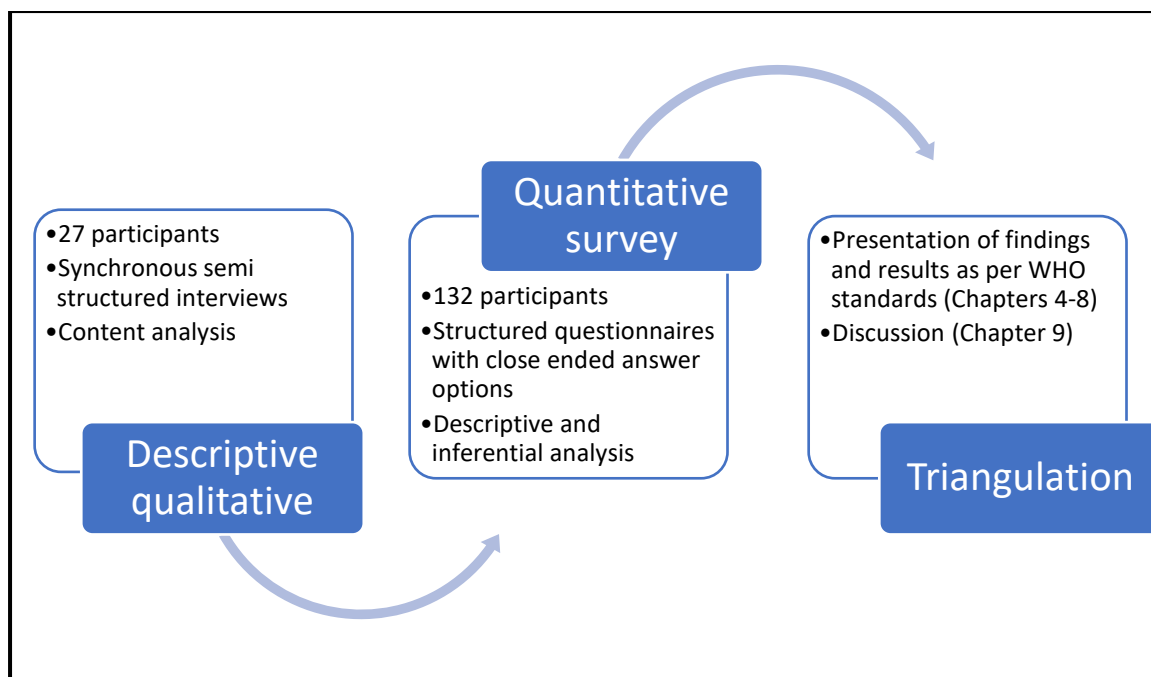 •27 participants
•Synchronous semi
structured interviews
•Content analysis
Descriptive
qualitative
Quantitative
survey
•132 participants
•Structured questionnaires
with close ended answer
options
•Descriptive and
inferential analysis
•Presentation of findings
and results as per WHO
standards (Chapters 4-8)
•Discussion (Chapter 9)
Triangulation